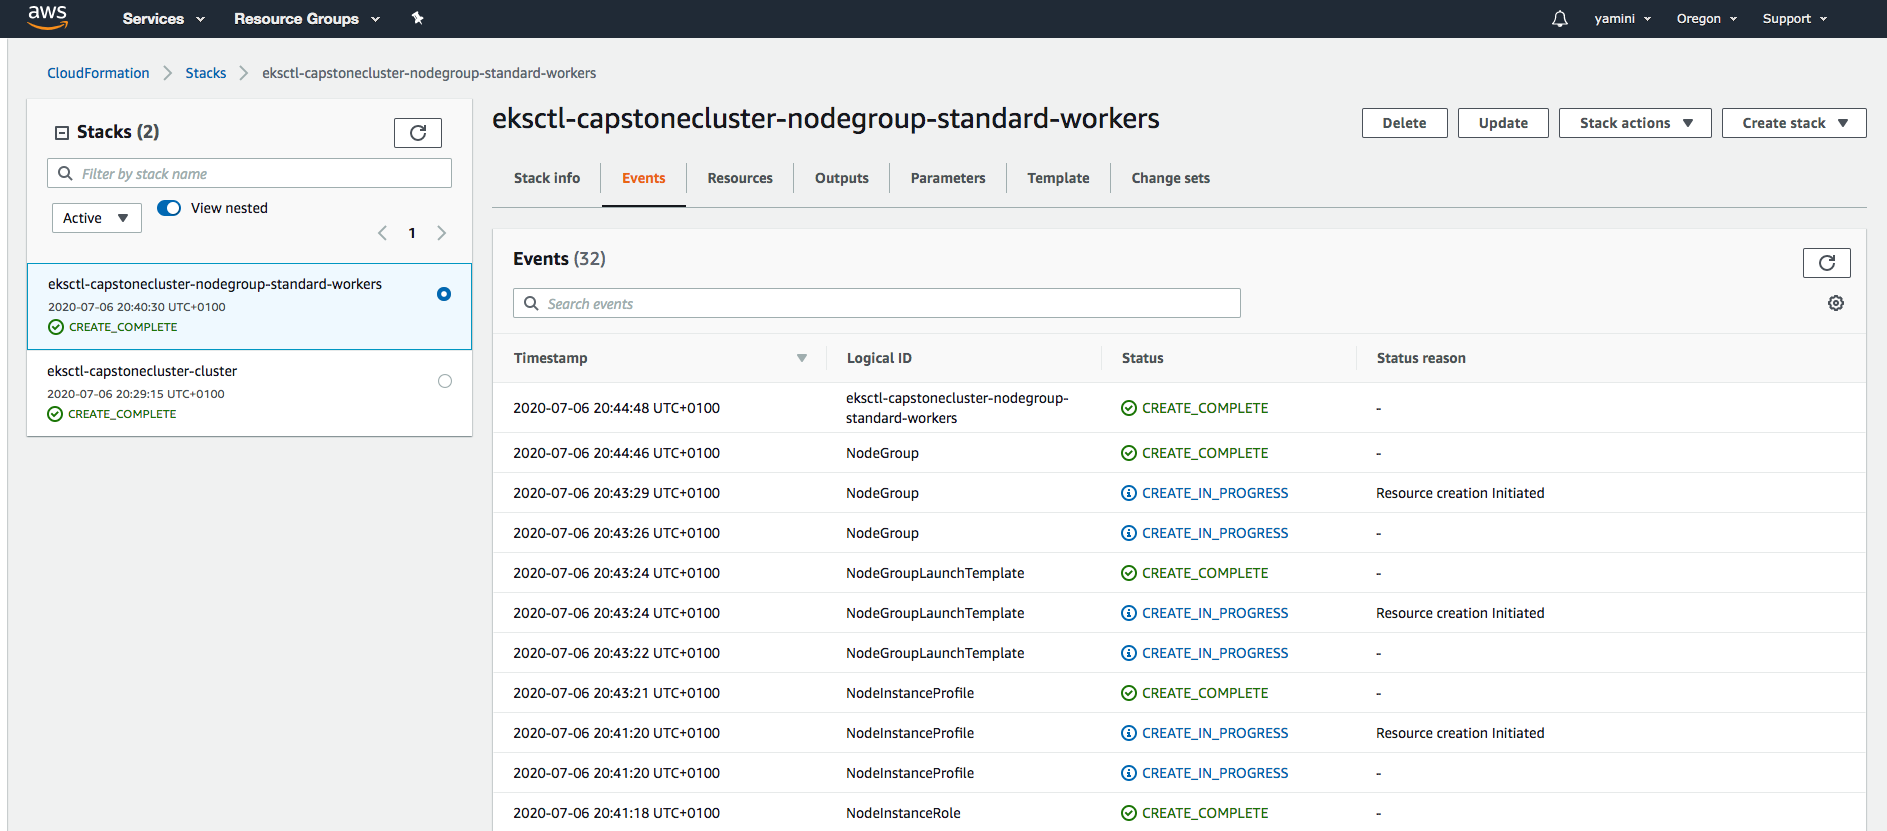 aws Services Resource Groups yamini Oregon Support
CloudFormation Stacks eksctl-capstonecluster-nodegroup-standard-workers
Stacks (2)
Filter by stack name
Active View nested
1
eksctl-capstonecluster-nodegroup-standard-workers
2020-07-06 20:40:30 UTC+0100
CREATE_COMPLETE
eksctl-capstonecluster-cluster
2020-07-06 20:29:15 UTC+0100
CREATE_COMPLETE
eksctl-capstonecluster-nodegroup-standard-workers
Delete Update Stack actions Create stack
Stack info Events Resources Outputs Parameters Template Change sets
Events (32)
Search events
Timestamp Logical ID Status Status reason
2020-07-06 20:44:48 UTC+0100 eksctl-capstonecluster-nodegroup-
standard-workers CREATE_COMPLETE -
2020-07-06 20:44:46 UTC+0100 NodeGroup CREATE_COMPLETE -
2020-07-06 20:43:29 UTC+0100 NodeGroup CREATE_IN_PROGRESS Resource creation Initiated
2020-07-06 20:43:26 UTC+0100 NodeGroup CREATE_IN_PROGRESS -
2020-07-06 20:43:24 UTC+0100 NodeGroupLaunchTemplate CREATE_COMPLETE -
2020-07-06 20:43:24 UTC+0100 NodeGroupLaunchTemplate CREATE_IN_PROGRESS Resource creation Initiated
2020-07-06 20:43:22 UTC+0100 NodeGroupLaunchTemplate CREATE_IN_PROGRESS -
2020-07-06 20:43:21 UTC+0100 NodeInstanceProfile CREATE_COMPLETE -
2020-07-06 20:41:20 UTC+0100 NodeInstanceProfile CREATE_IN_PROGRESS Resource creation Initiated
2020-07-06 20:41:20 UTC+0100 NodeInstanceProfile CREATE_IN_PROGRESS -
2020-07-06 20:41:18 UTC+0100 NodeInstanceRole CREATE_COMPLETE -